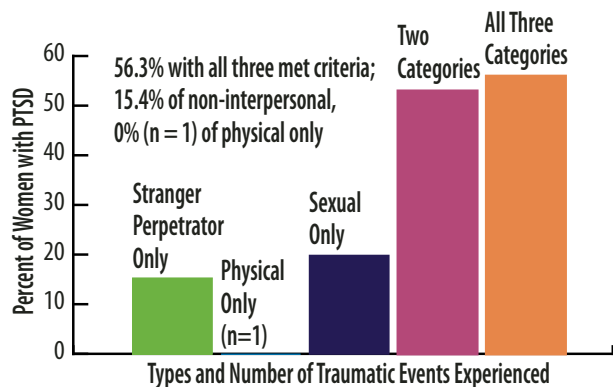 56.3% with all three met criteria;
15.4% of non-interpersonal,
0% (n = 1) of physical only
Two
Categories
All Three
Categories
Percent of Women with PTSD
60
50
40
30
20
10
0
Stranger
Perpetrator
Only
Physical
Only
(n=1)
Sexual
Only
Types and Number of Traumatic Events Experienced